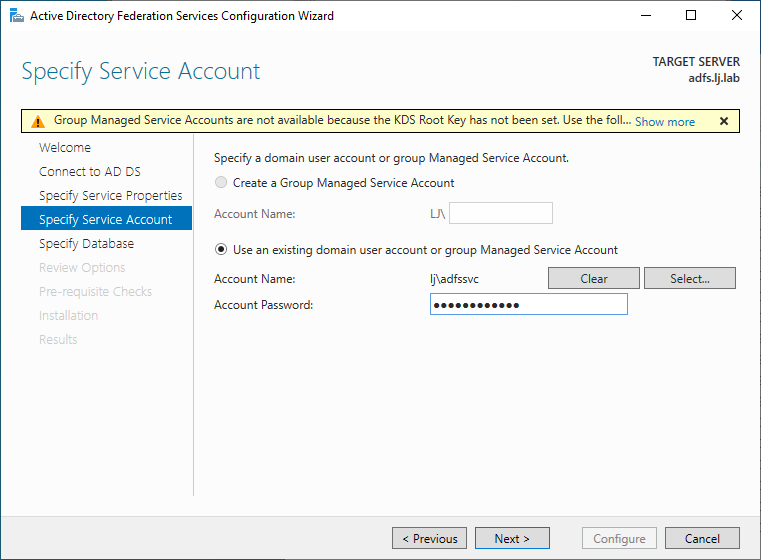 Active Directory Federation Services Configuration Wizard
Specify Service Account
TARGET SERVER
adfs.lj.lab
Group Managed Service Accounts are not available because the KDS Root Key has not been set. Use the foll... Show more
Welcome
Connect to AD DS
Specify Service Properties
Specify Service Account
Specify Database
Review Options
Pre-requisite Checks
Installation
Results
Specify a domain user account or group Managed Service Account.
Create a Group Managed Service Account
Account Name: LJ\
Use an existing domain user account or group Managed Service Account
Account Name: lj\adfssvc Clear Select...
Account Password: ●●●●●●●●●●●●
< Previous Next > Configure Cancel